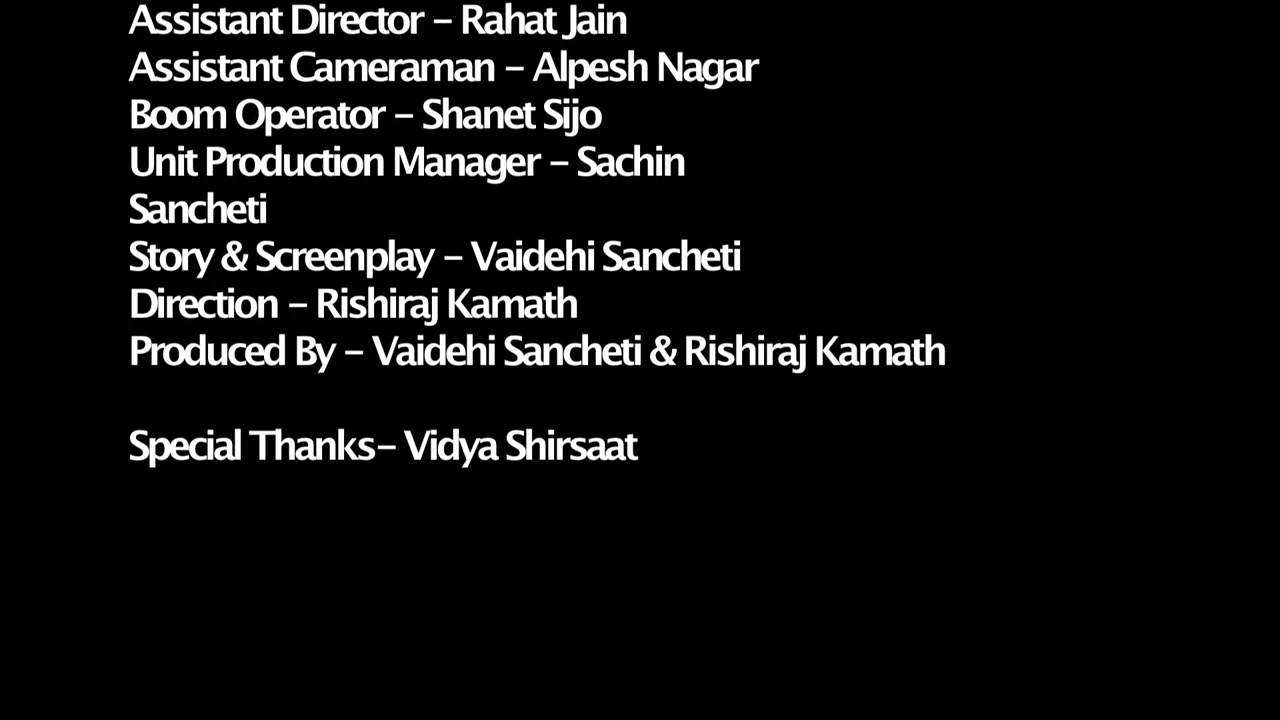 Assistant Director – Rahat Jain
Assistant Cameraman – Alpesh Nagar
Boom Operator – Shanet Sijo
Unit Production Manager – Sachin
Sancheti
Story & Screenplay – Vaidehi Sancheti
Direction – Rishiraj Kamath
Produced By – Vaidehi Sancheti & Rishiraj Kamath
Special Thanks– Vidya Shirsaat